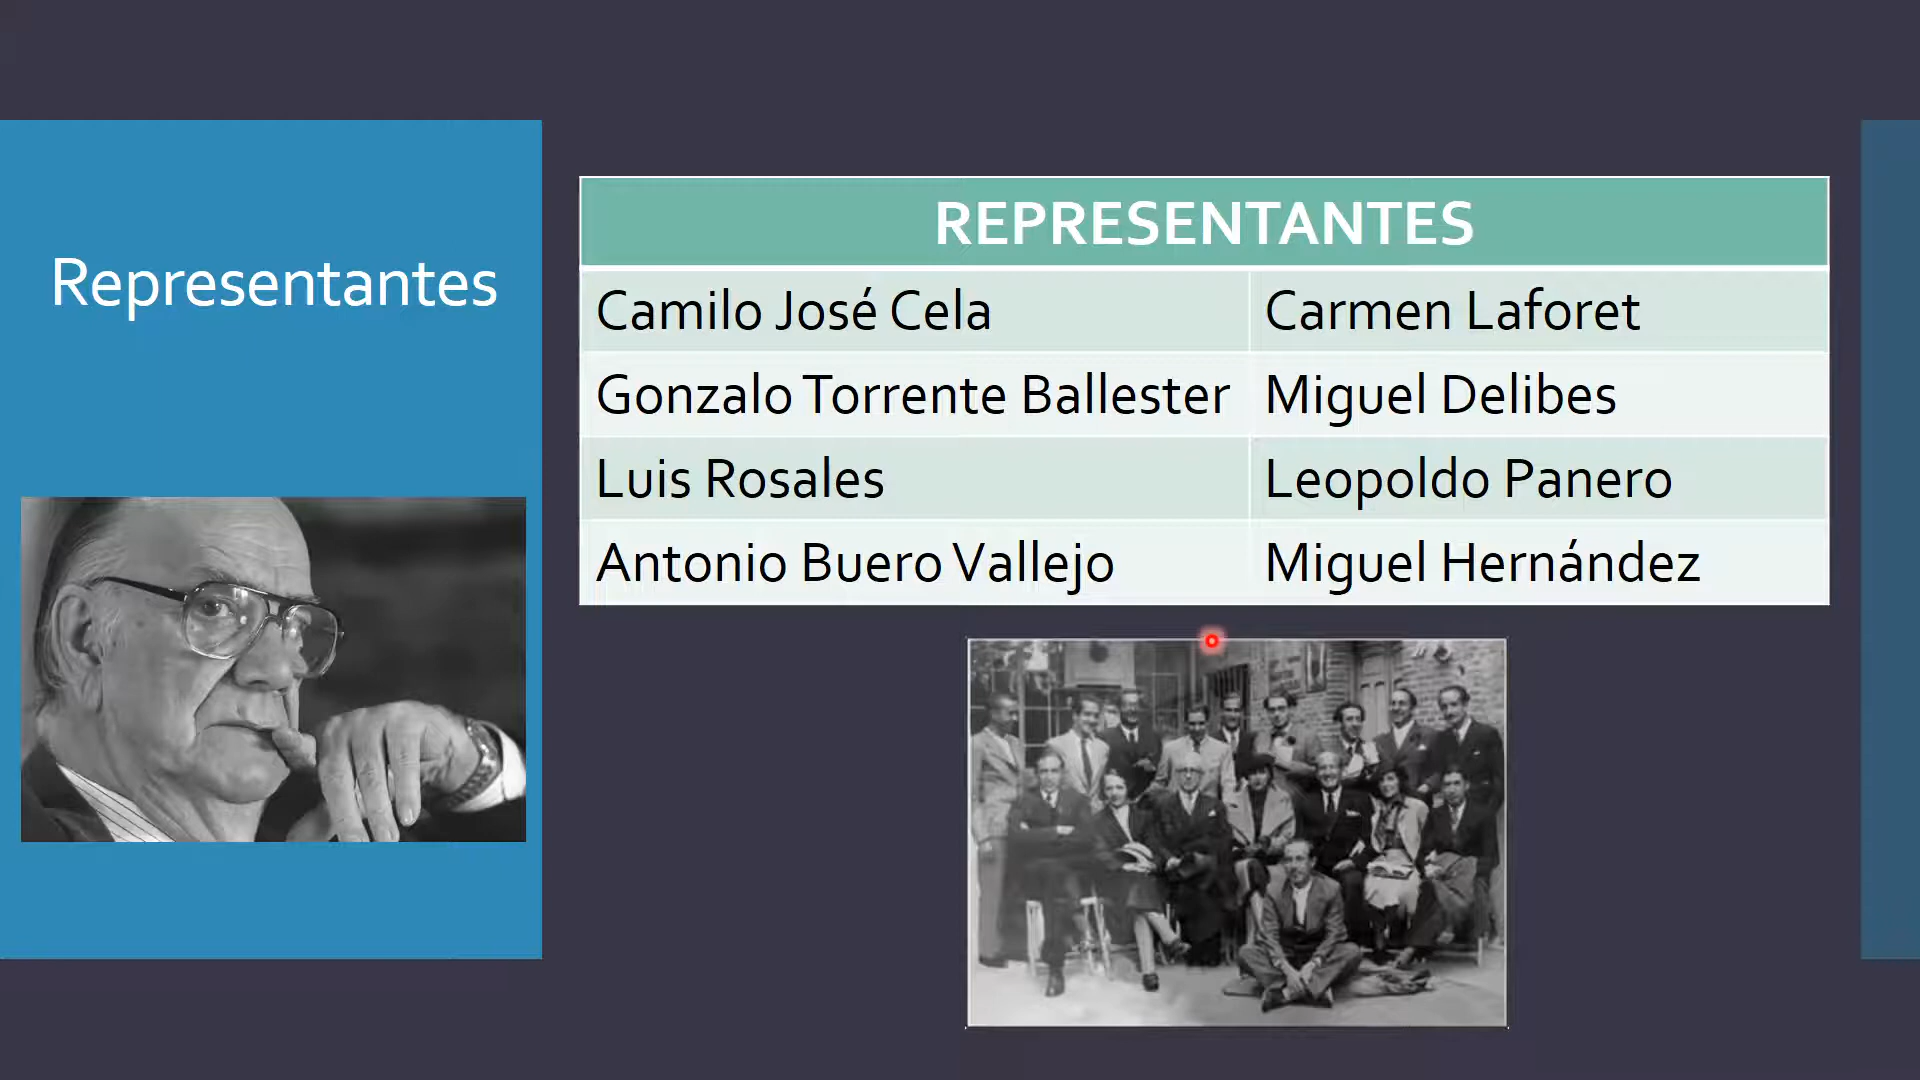 Representantes
REPRESENTANTES
Camilo José Cela Carmen Laforet
Gonzalo Torrente Ballester Miguel Delibes
Luis Rosales Leopoldo Panero
Antonio Buero Vallejo Miguel Hernández